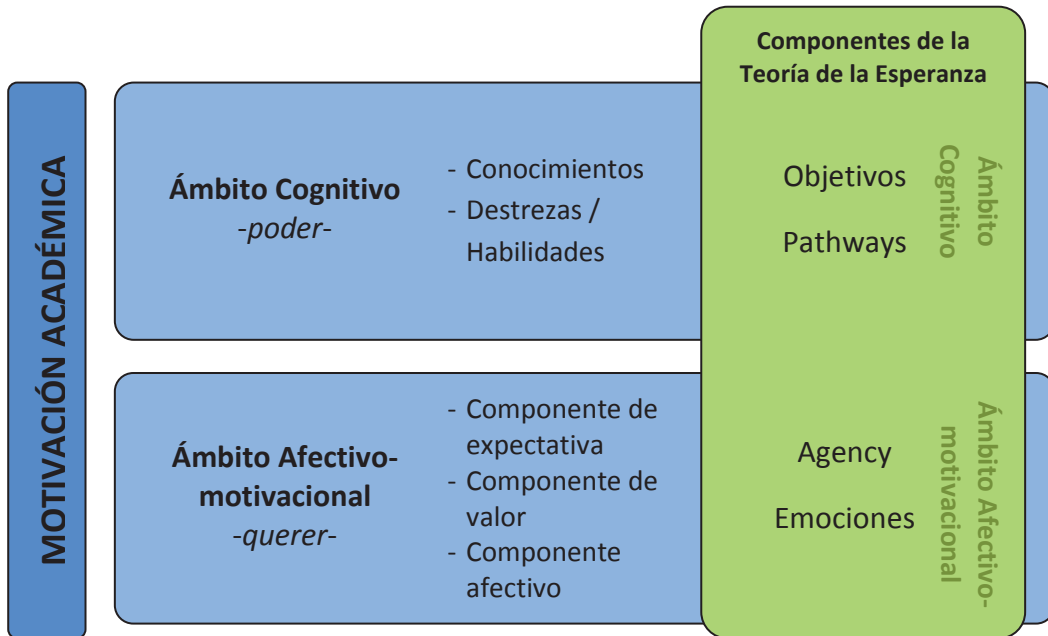 Componentes de la
Teoría de la Esperanza
MOTIVACIÓN ACADÉMICA
Ámbito Cognitivo
-poder-
- Conocimientos
- Destrezas /
Habilidades
Objetivos
Pathways
Ámbito
Cognitivo
Ámbito Afectivo-
motivacional
-querer-
- Componente de
expectativa
- Componente de
valor
- Componente
afectivo
Agency
Emociones
Ámbito Afectivo-
motivacional